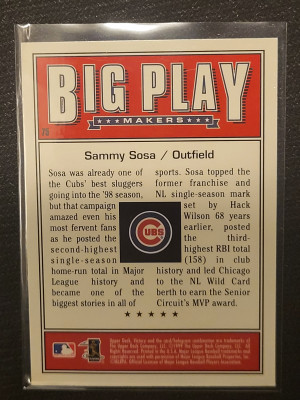 BIG PLAY
MAKERS
Sammy Sosa / Outfield
Sosa was already one of
the Cubs' best sluggers
going into the '98 season,
but that campaign
amazed even his
most fervent fans
as he posted the
second-highest
single-season
home-run total in Major
League history and
became one of the
biggest stories in all of
sports. Sosa topped the
former franchise and
NL single-season mark
set by Hack
Wilson 68 years
earlier, posted the
third-
highest RBI total
(158) in club
history and led Chicago
to the NL Wild Card
berth to earn the Senior
Circuit's MVP award.
CUBS